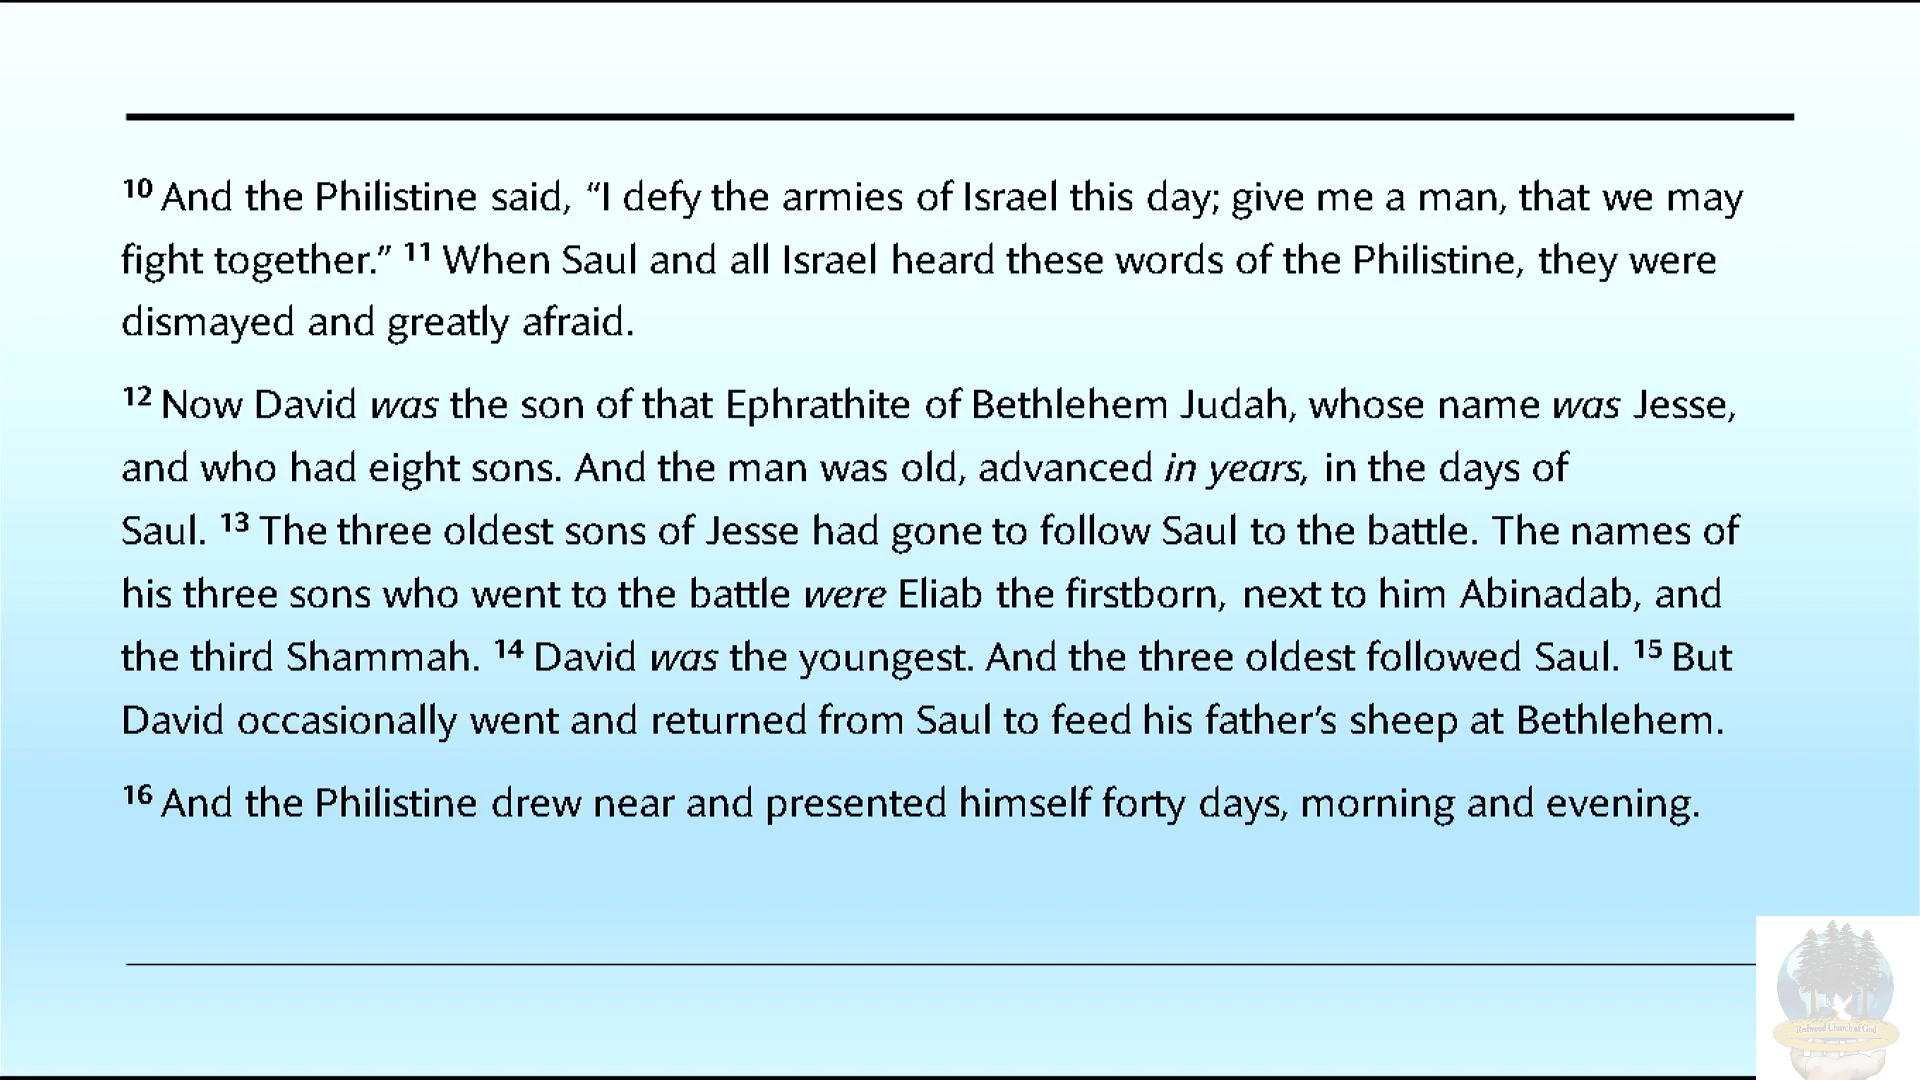 10 And the Philistine said, “I defy the armies of Israel this day; give me a man, that we may
fight together.” 11 When Saul and all Israel heard these words of the Philistine, they were
dismayed and greatly afraid.
12 Now David was the son of that Ephrathite of Bethlehem Judah, whose name was Jesse,
and who had eight sons. And the man was old, advanced in years, in the days of
Saul. 13 The three oldest sons of Jesse had gone to follow Saul to the battle. The names of
his three sons who went to the battle were Eliab the firstborn, next to him Abinadab, and
the third Shammah. 14 David was the youngest. And the three oldest followed Saul. 15 But
David occasionally went and returned from Saul to feed his father’s sheep at Bethlehem.
16 And the Philistine drew near and presented himself forty days, morning and evening.
Redwood Church of God